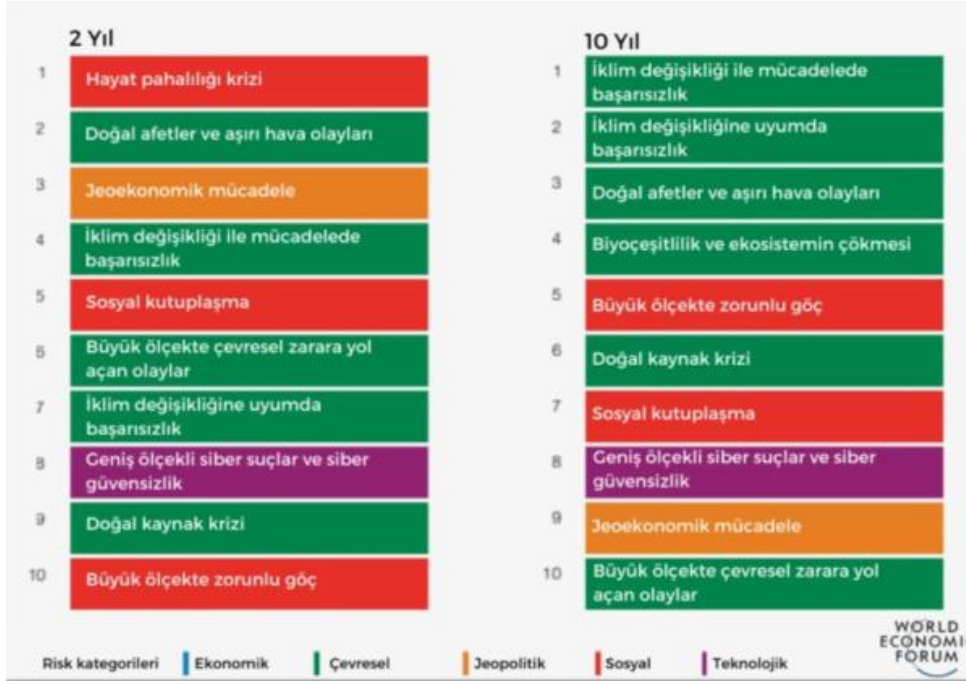 2 Yıl
1
Hayat pahalılığı krizi
2
Doğal afetler ve aşırı hava olayları
3
Jeoekonomik mücadele
4
İklim değişikliği ile mücadelede
başarısızlık
5
Sosyal kutuplaşma
6
Büyük ölçekte çevresel zarara yol
açan olaylar
7
İklim değişikliğine uyumda
başarısızlık
8
Geniş ölçekli siber suçlar ve siber
güvensizlik
9
Doğal kaynak krizi
10
Büyük ölçekte zorunlu göç
10 Yıl
1
İklim değişikliği ile mücadelede
başarısızlık
2
İklim değişikliğine uyumda
başarısızlık
3
Doğal afetler ve aşırı hava olayları
4
Biyoçeşitlilik ve ekosistemin çökmesi
5
Büyük ölçekte zorunlu göç
6
Doğal kaynak krizi
7
Sosyal kutuplaşma
8
Geniş ölçekli siber suçlar ve siber
güvensizlik
9
Jeoekonomik mücadele
10
Büyük ölçekte çevresel zarara yol
açan olaylar
Risk kategorileri Ekonomik Çevresel Jeopolitik Sosyal Teknolojik
WORLD
ECONOMI
FORUM